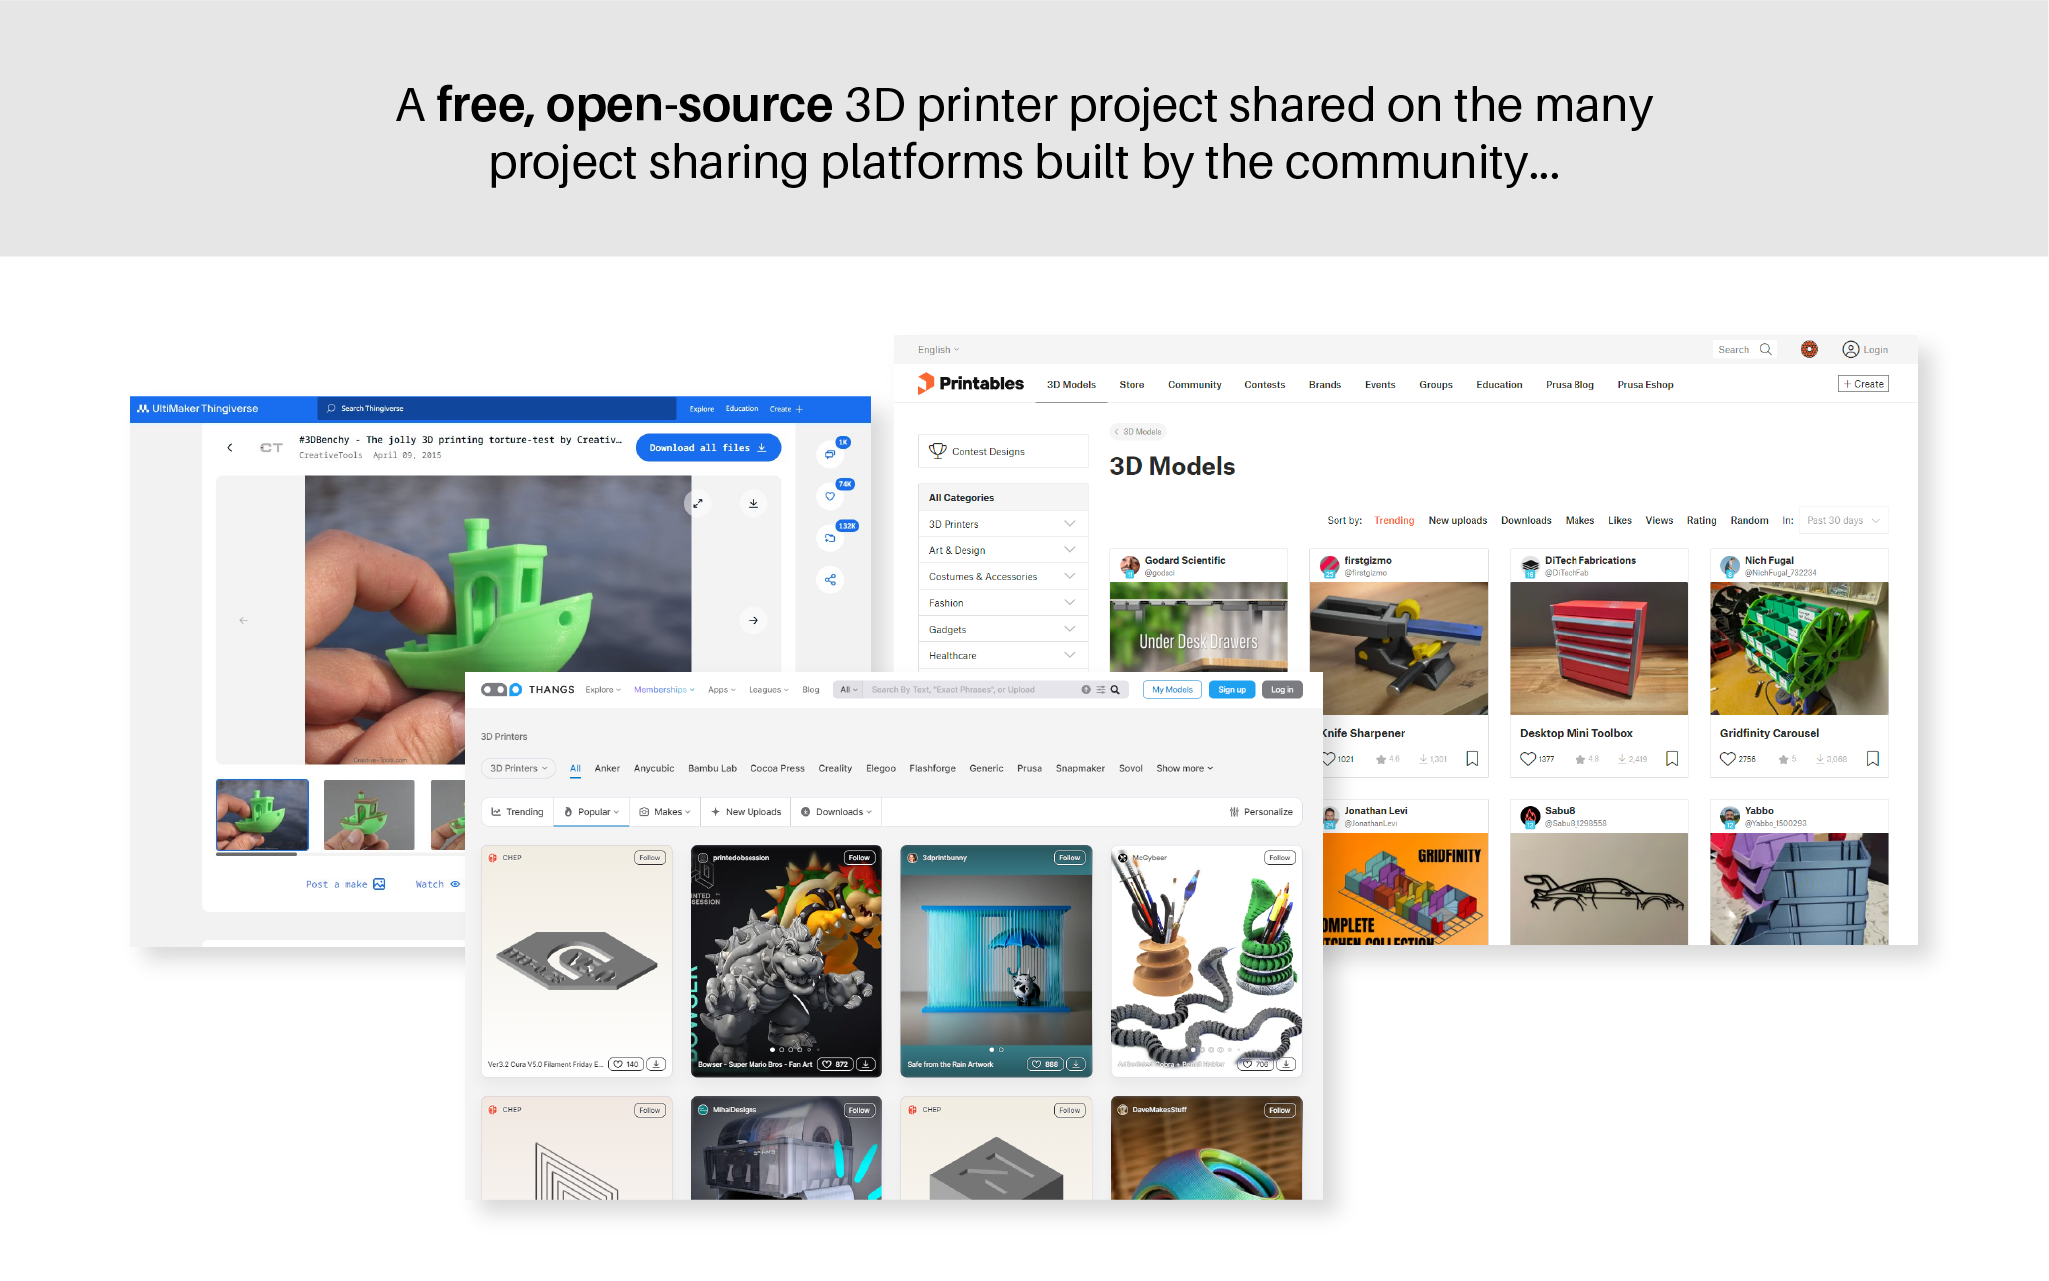 A free, open-source 3D printer project shared on the many
project sharing platforms built by the community...
UltiMaker Thingiverse
Search Thingiverse
Explore
Education
Create +
CT
#3DBenchy - The jolly 3D printing torture-test by Creativ…
CreativeTools April 09, 2015
Download all files
1K
74K
132K
Creative-Tools.com
Post a make
Watch
English
Search
Login
Printables
3D Models
Store
Community
Contests
Brands
Events
Groups
Education
Prusa Blog
Prusa Eshop
+ Create
Contest Designs
All Categories
3D Printers
Art & Design
Costumes & Accessories
Fashion
Gadgets
Healthcare
3D Models
3D Models
Sort by: Trending New uploads Downloads Makes Likes Views Rating Random In: Past 30 days
Godard Scientific
@godsci
Under Desk Drawers
firstgizmo
@firstgizmo
Knife Sharpener
1021 4.6 1,301
DiTech Fabrications
@DiTechFab
Desktop Mini Toolbox
1377 4.8 2,419
Nich Fugal
@NichFugal_732234
Gridfinity Carousel
2756 5 3,068
Jonathan Levi
@JonathanLevi
GRIDFINITY
OMPLETE
Sabu8
@Sabu8_1298558
Yabbo
@Yabbo_1500293
THANGS
Explore
Memberships
Apps
Leagues
Blog
All
Search By Text, "Exact Phrases", or Upload
My Models
Sign up
Log in
3D Printers
3D Printers
All Anker Anycubic Bambu Lab Cocoa Press Creality Elegoo Flashforge Generic Prusa Snapmaker Sovol Show more
Trending
Popular
Makes
New Uploads
Downloads
Personalize
CHEP
Follow
Ver3.2 Cura V5.0 Filament Friday E...
140
printedobsession
Follow
BOWSER
Bowser - Super Mario Bros - Fan Art
872
3dprintbunny
Follow
Safe from the Rain Artwork
888
McGybeer
Follow
706
CHEP
Follow
MihaiDesigns
Follow
CHEP
Follow
DaveMakesStuff
Follow